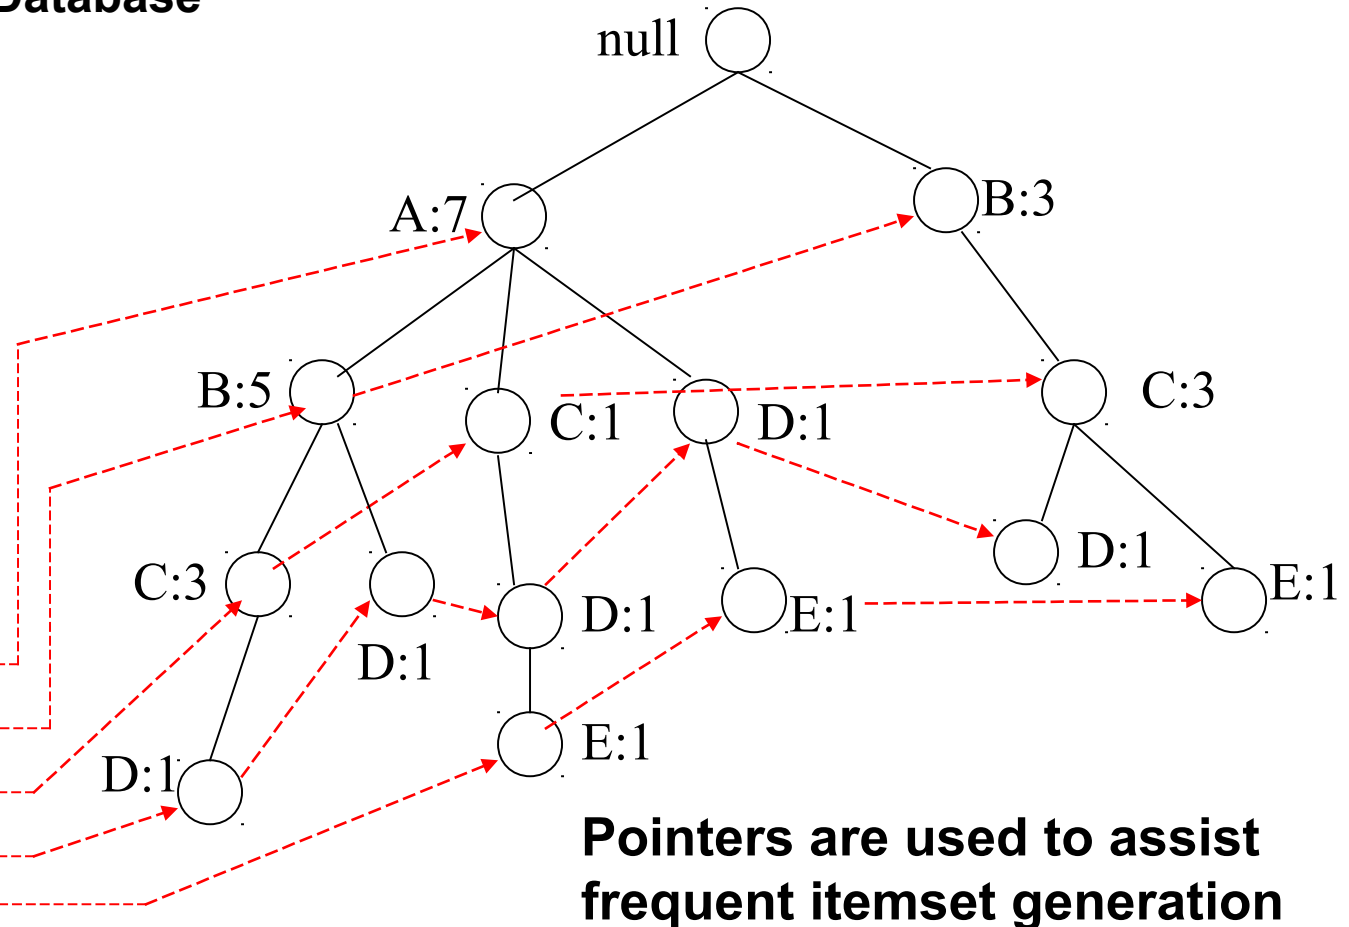 Database
null
A:7
B:3
B:5
C:1
D:1
C:3
C:3
D:1
D:1
E:1
D:1
E:1
D:1
D:1
E:1
Pointers are used to assist
frequent itemset generation